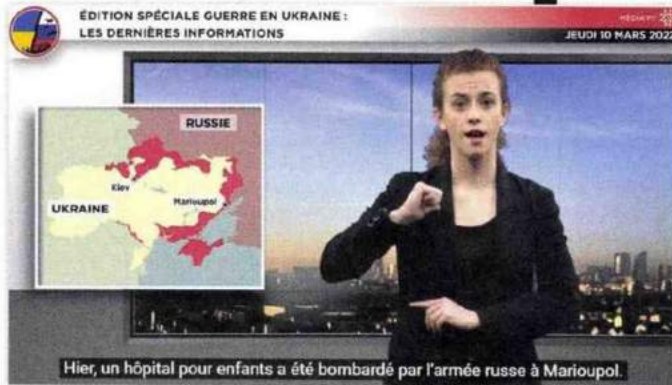 ÉDITION SPÉCIALE GUERRE EN UKRAINE :
LES DERNIÈRES INFORMATIONS
JEUDI 10 MARS 2022
RUSSIE
Kiev
Marioupol
UKRAINE
Hier, un hôpital pour enfants a été bombardé par l'armée russe à Marioupol.